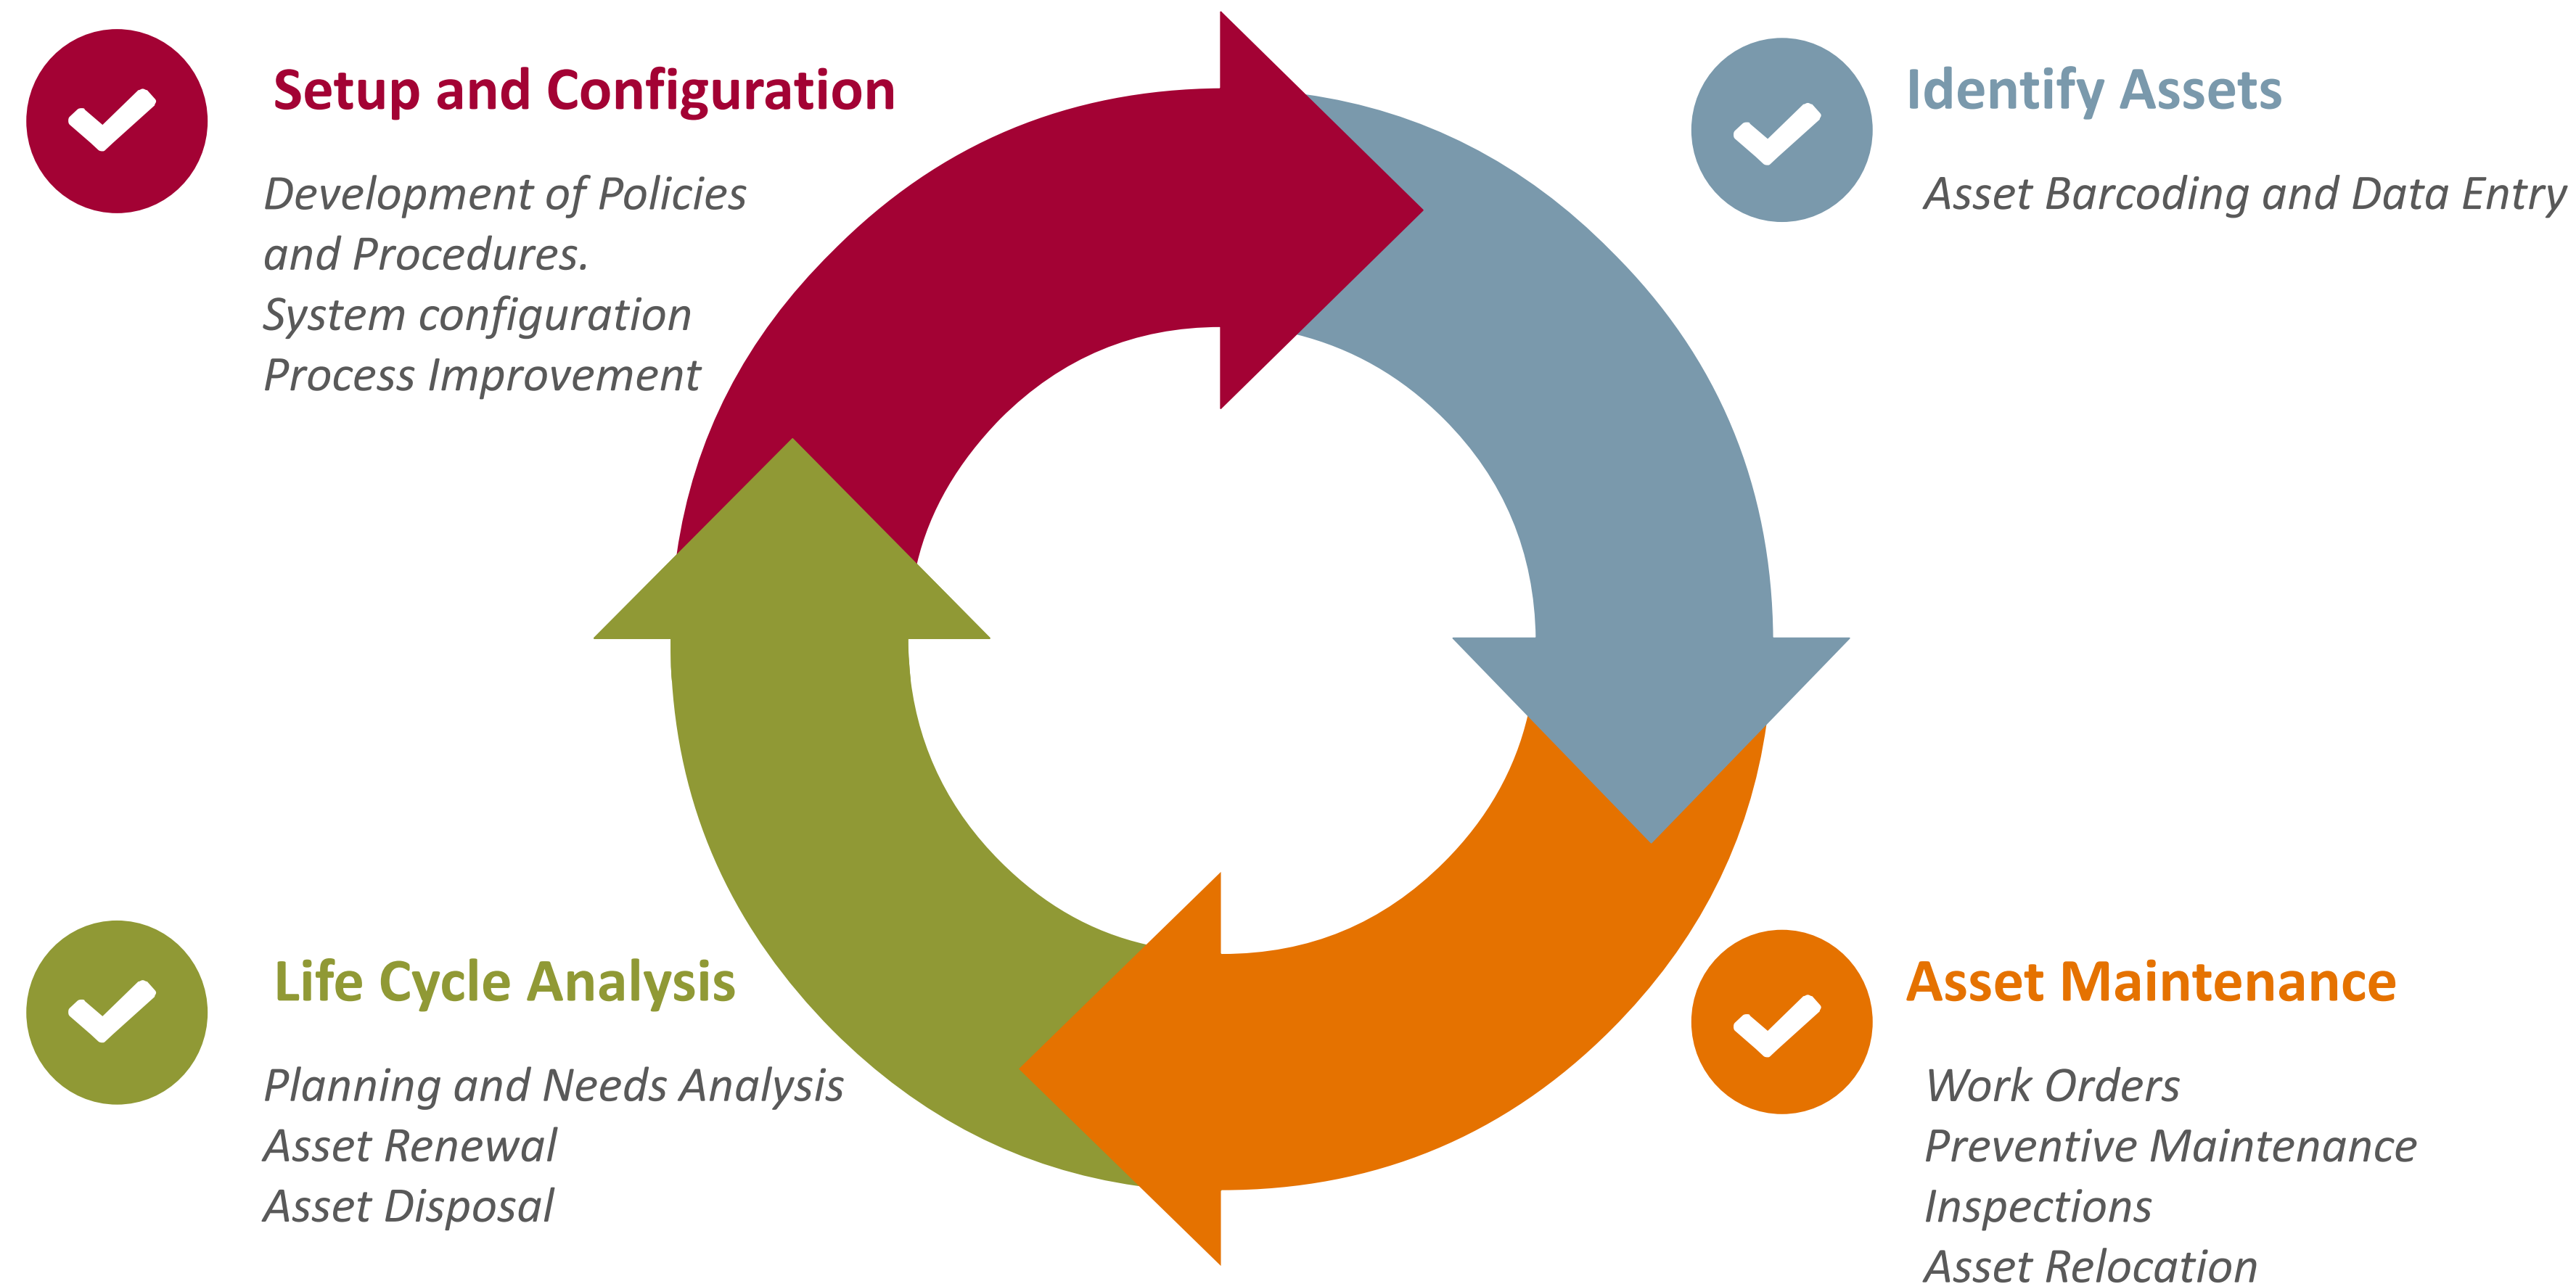 Setup and Configuration
Development of Policies
and Procedures.
System configuration
Process Improvement
Identify Assets
Asset Barcoding and Data Entry
Life Cycle Analysis
Planning and Needs Analysis
Asset Renewal
Asset Disposal
Asset Maintenance
Work Orders
Preventive Maintenance
Inspections
Asset Relocation